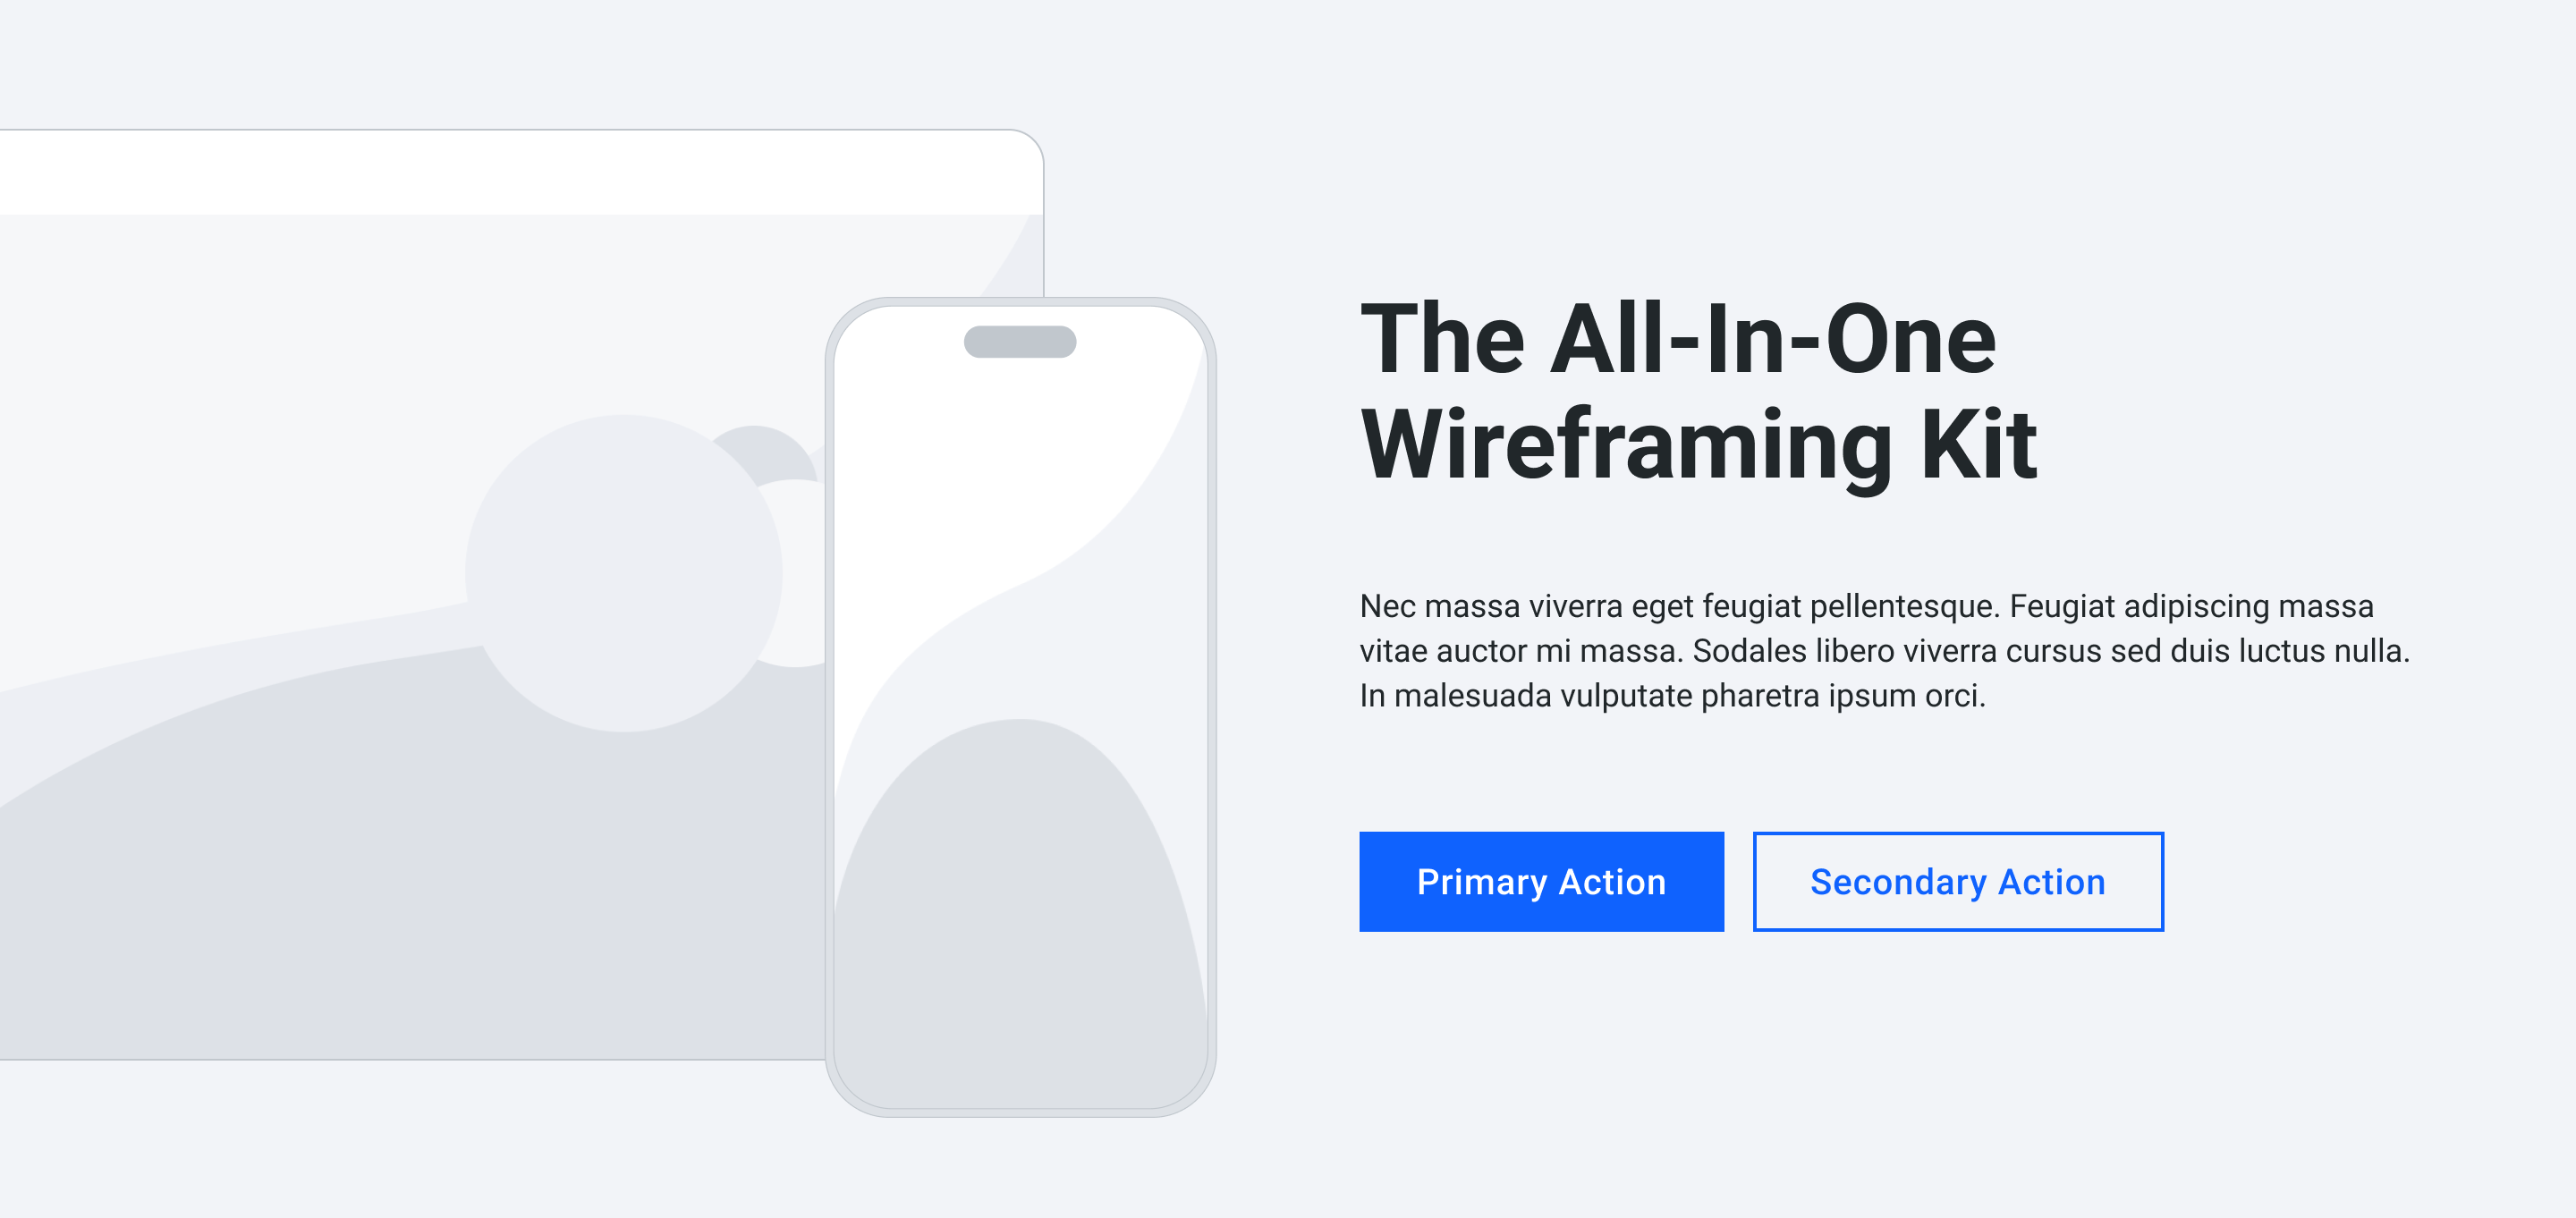 The All-In-One
Wireframing Kit
Nec massa viverra eget feugiat pellentesque. Feugiat adipiscing massa
vitae auctor mi massa. Sodales libero viverra cursus sed duis luctus nulla.
In malesuada vulputate pharetra ipsum orci.
Primary Action
Secondary Action